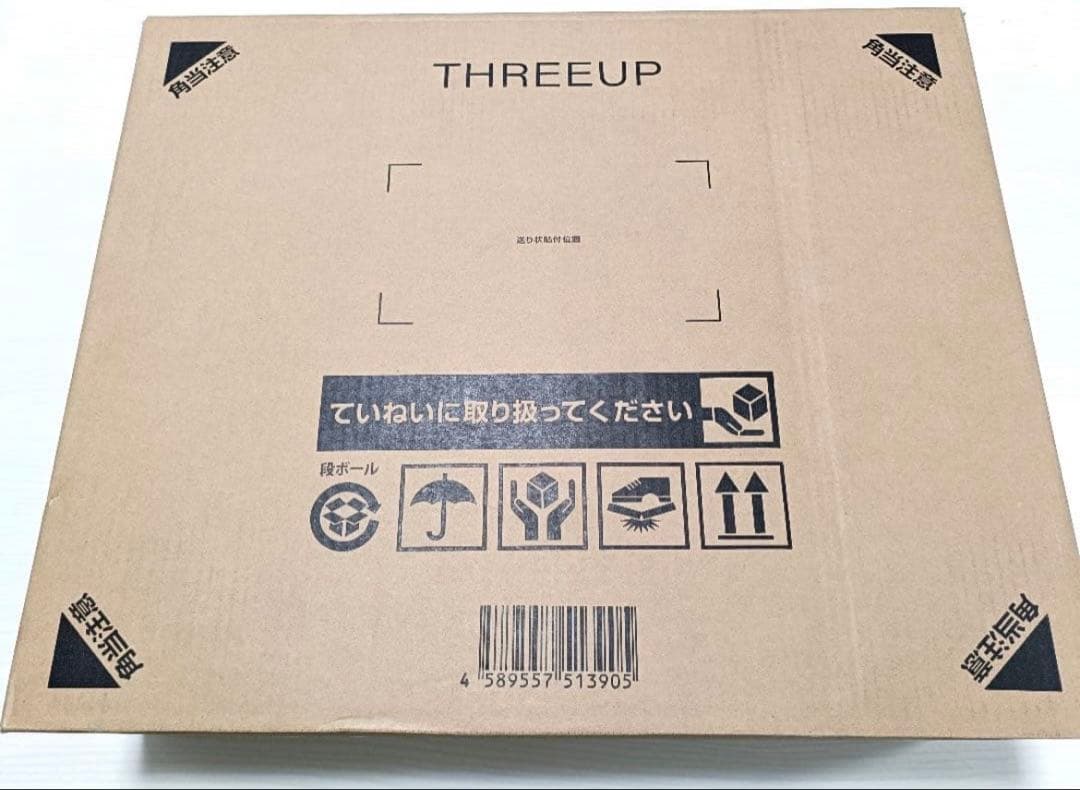 角当注意
THREEUP
角当注意
送り状貼付位置
ていねいに取り扱ってください
段ボール
角当注意
角当注意
4 589557 513905